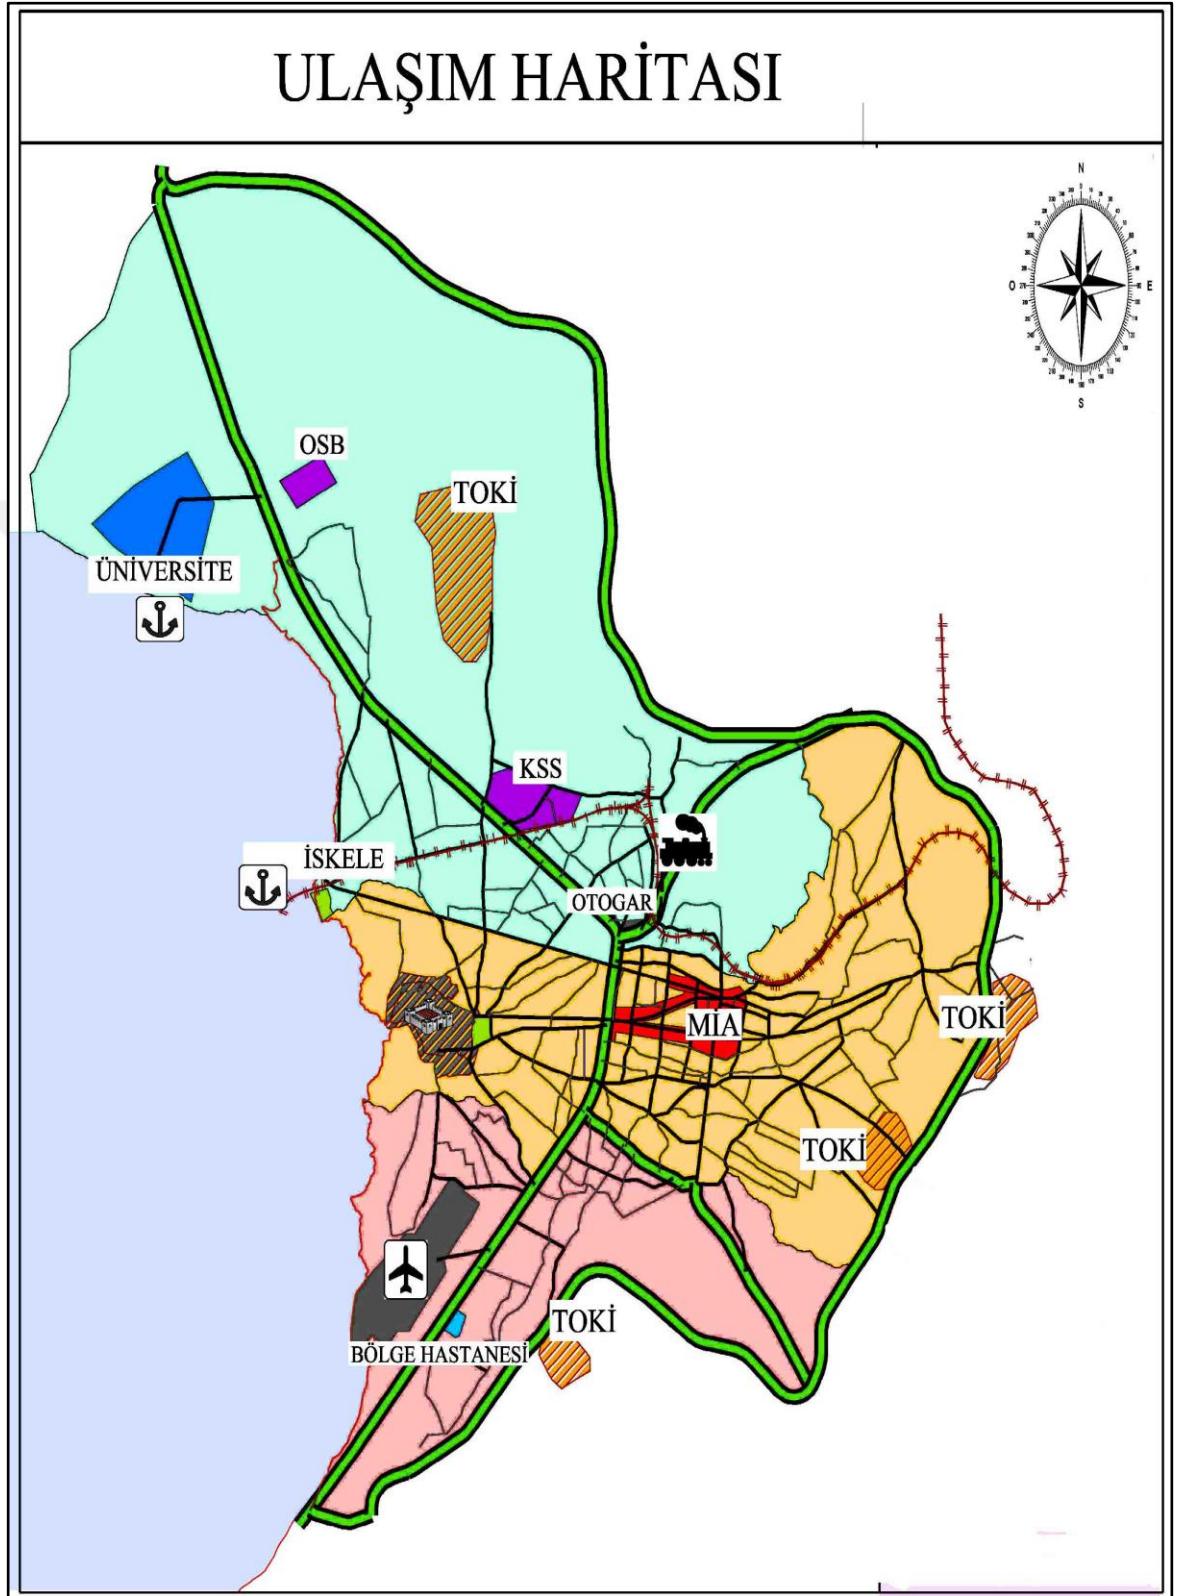 ULAŞIM HARİTASI
N
O
E
S
OSB
TOKİ
ÜNİVERSİTE
KSS
İSKELE
OTOGAR
MİA
TOKİ
TOKİ
TOKİ
BÖLGE HASTANESİ